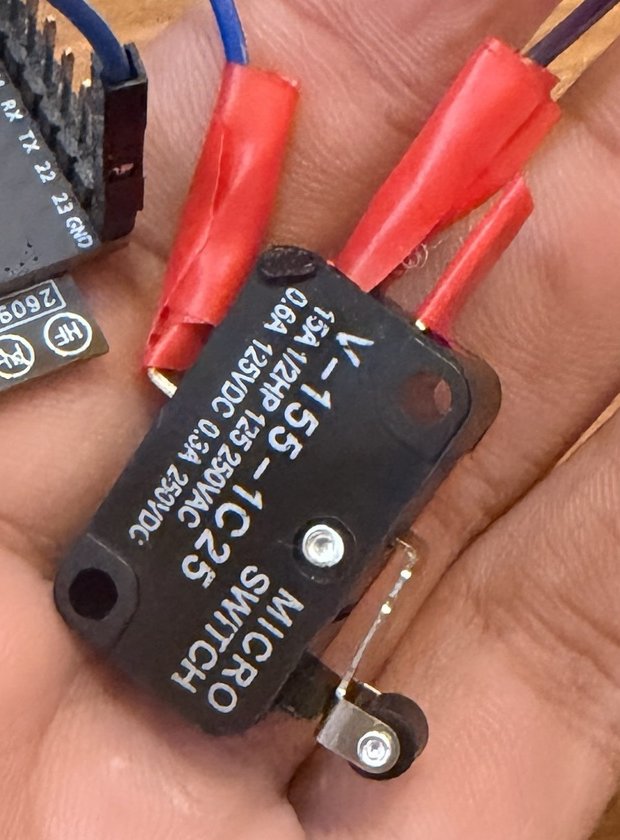 RX
TX
22
23
GND
2609
15A 1/2HP 125 250VAC
0.6A 125VDC 0.3A 250VDC
V-155-1C25
MICRO
SWITCH